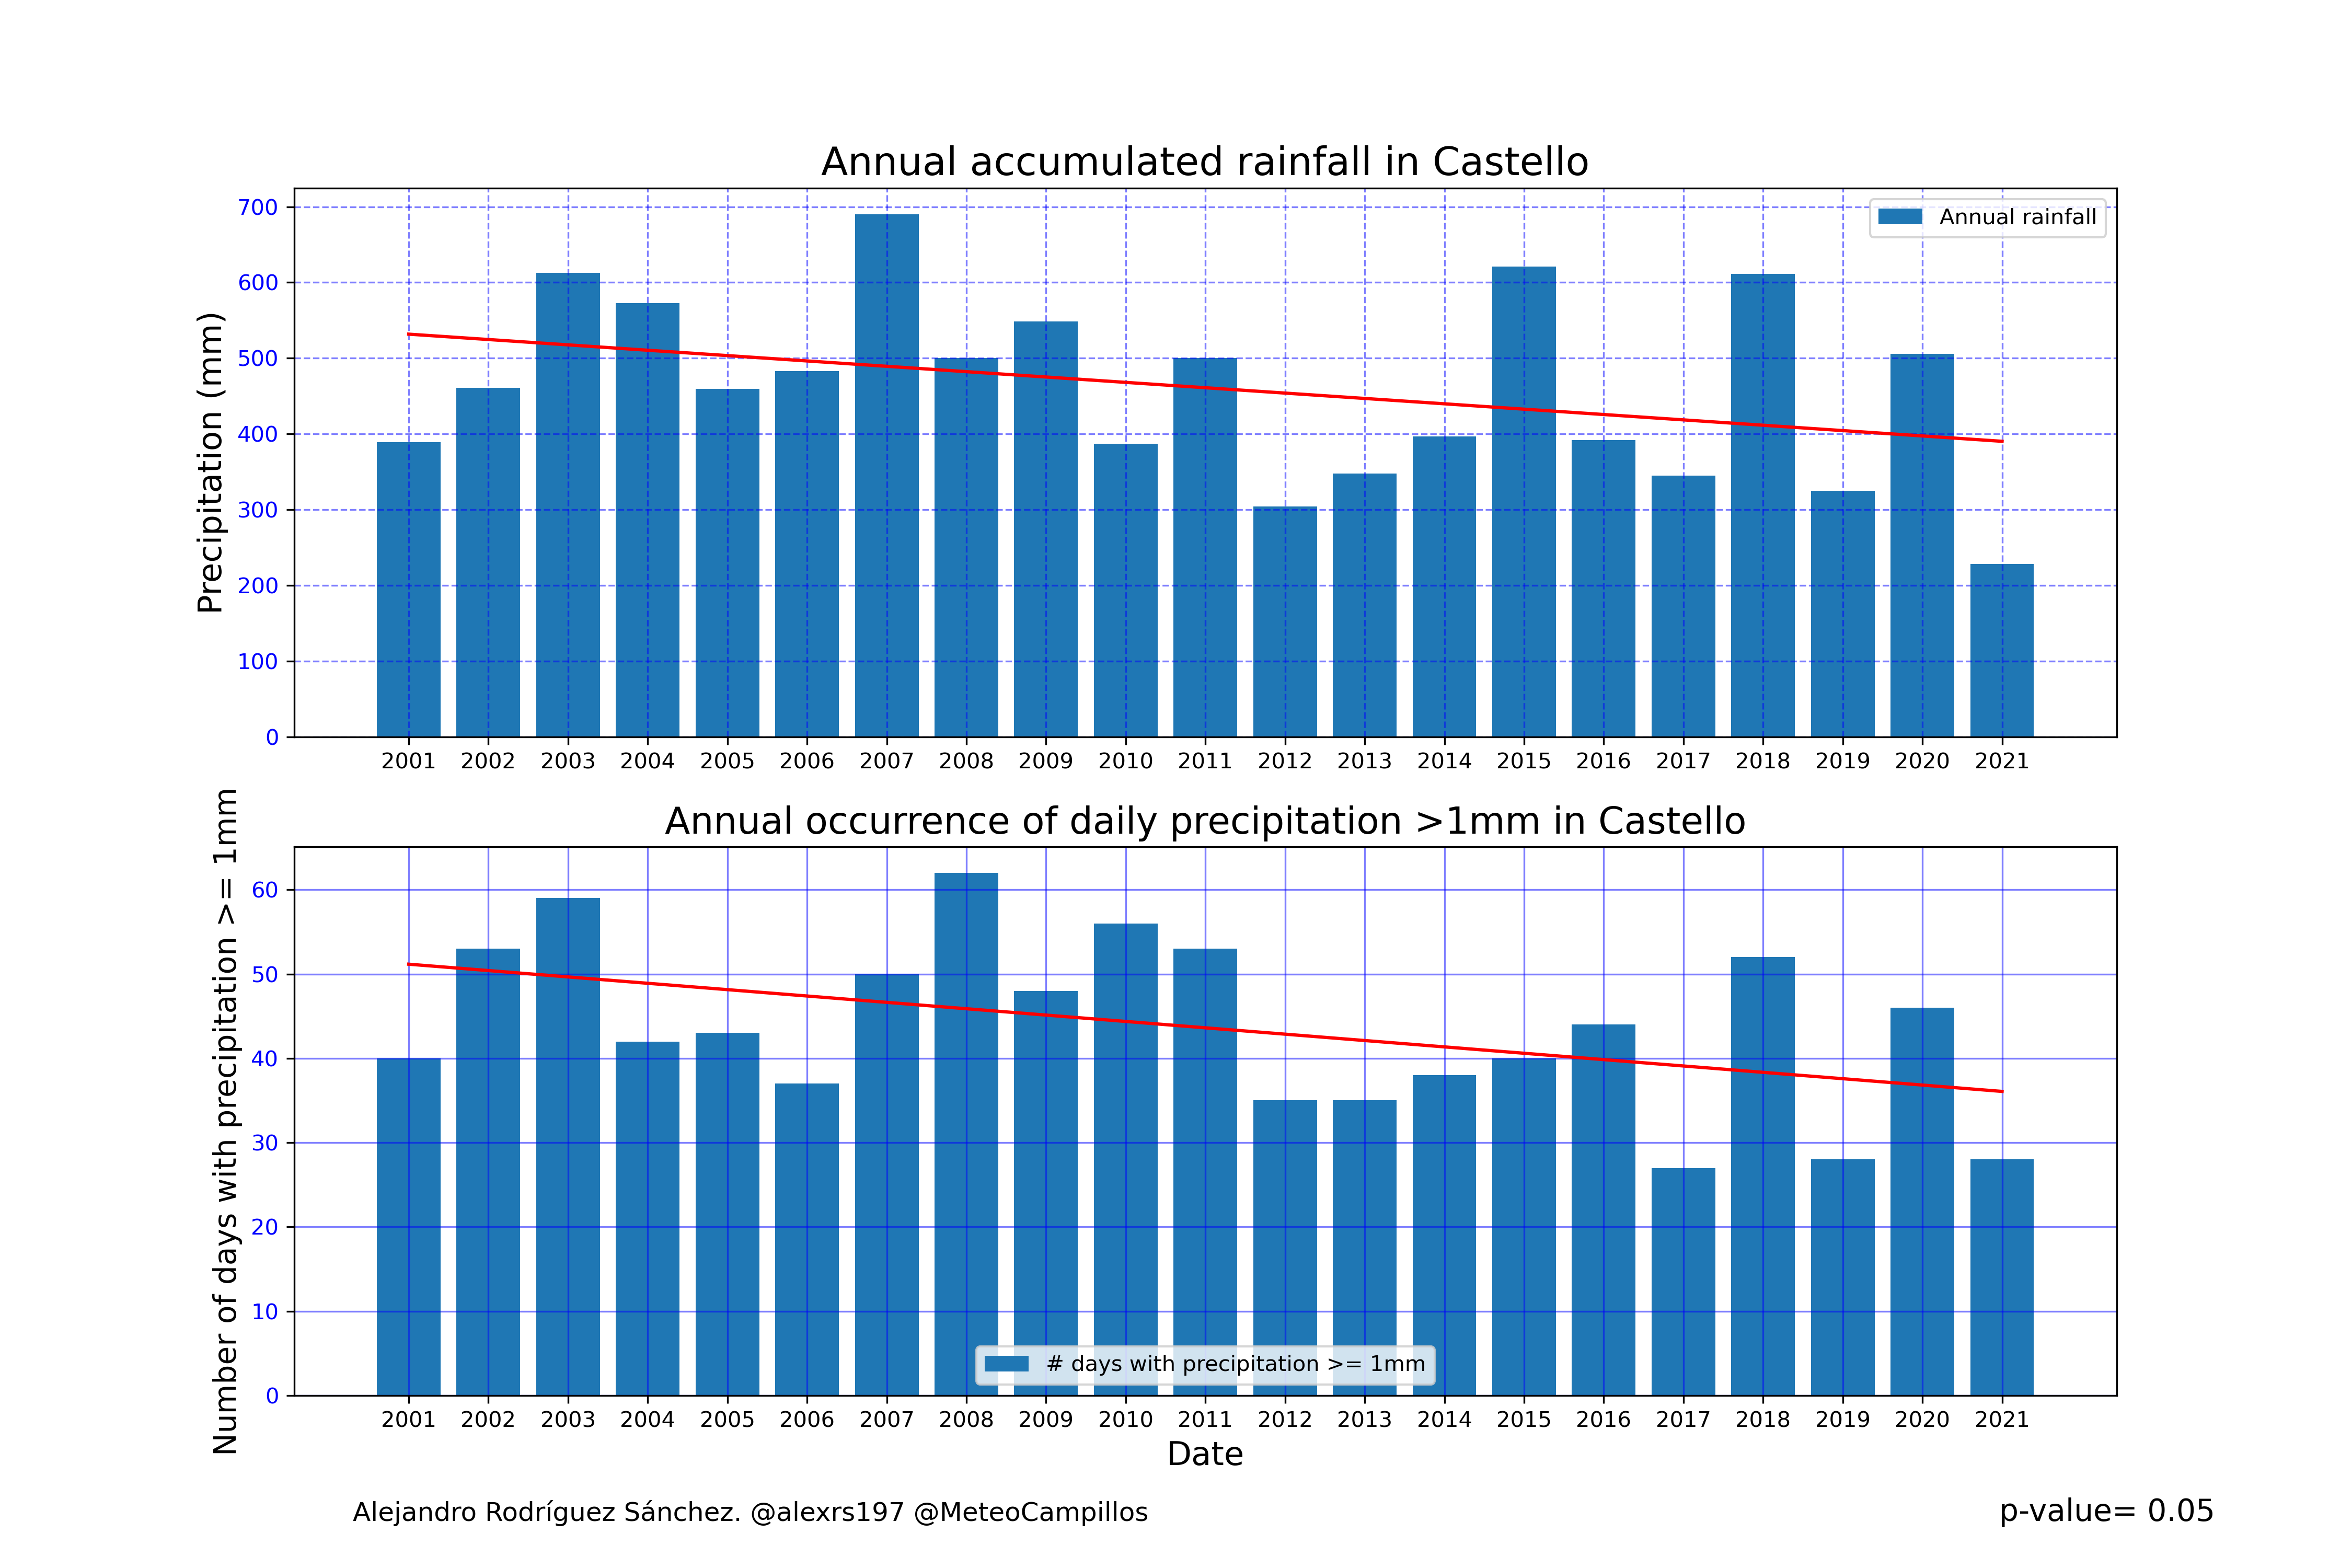 Annual accumulated rainfall in Castello
Precipitation (mm)
700
600
500
400
300
200
100
0
Annual rainfall
2001 2002 2003 2004 2005 2006 2007 2008 2009 2010 2011 2012 2013 2014 2015 2016 2017 2018 2019 2020 2021
Annual occurrence of daily precipitation >1mm in Castello
Number of days with precipitation >= 1mm
60
50
40
30
20
10
0
# days with precipitation >= 1mm
2001 2002 2003 2004 2005 2006 2007 2008 2009 2010 2011 2012 2013 2014 2015 2016 2017 2018 2019 2020 2021
Date
Alejandro Rodríguez Sánchez. @alexrs197 @MeteoCampillos
p-value= 0.05